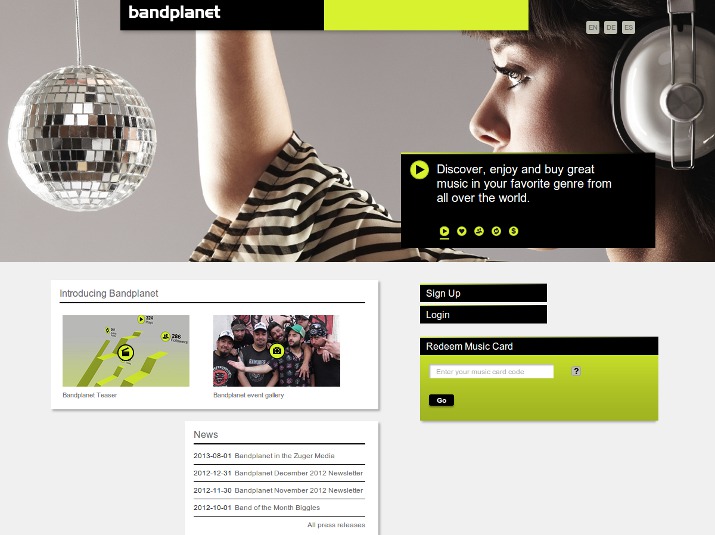 bandplanet
EN DE ES
Discover, enjoy and buy great
music in your favorite genre from
all over the world.
Introducing Bandplanet
Bandplanet Teaser
Bandplanet event gallery
Sign Up
Login
Redeem Music Card
Enter your music card code
?
Go
News
2013-08-01 Bandplanet in the Zuger Media
2012-12-31 Bandplanet December 2012 Newsletter
2012-11-30 Bandplanet November 2012 Newsletter
2012-10-01 Band of the Month Biggles
All press releases